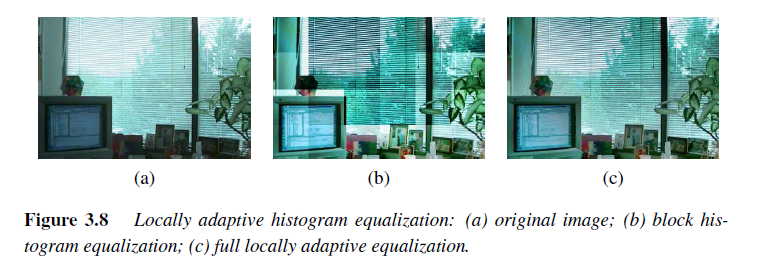 (a)
(b)
(c)
Figure 3.8 Locally adaptive histogram equalization: (a) original image; (b) block his-
togram equalization; (c) full locally adaptive equalization.